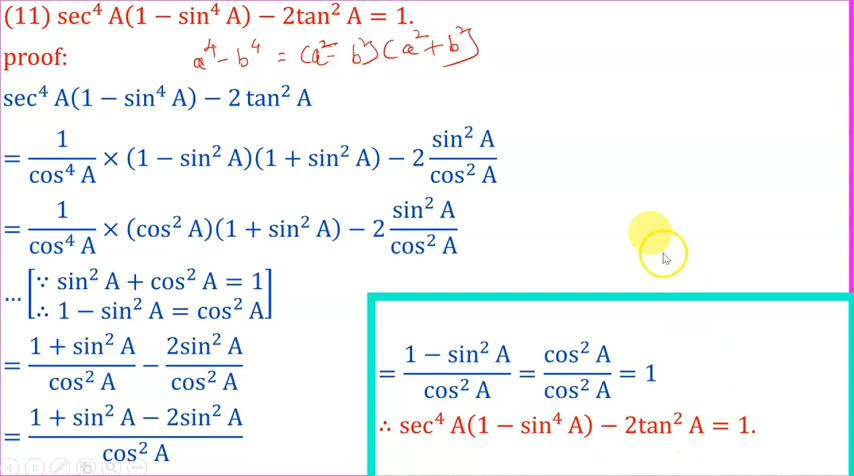 (11) sec⁴ A(1 − sin⁴ A) − 2tan² A = 1.
proof:
a⁴ − b⁴ = (a² − b²)(a² + b²)
sec⁴ A(1 − sin⁴ A) − 2 tan² A
= 1/cos⁴ A × (1 − sin² A)(1 + sin² A) − 2 sin² A/cos² A
= 1/cos⁴ A × (cos² A)(1 + sin² A) − 2 sin² A/cos² A
... [∵ sin² A + cos² A = 1
∴ 1 − sin² A = cos² A]
= 1 + sin² A/cos² A − 2sin² A/cos² A
= 1 + sin² A − 2sin² A/cos² A
= 1 − sin² A/cos² A = cos² A/cos² A = 1
∴ sec⁴ A(1 − sin⁴ A) − 2tan² A = 1.